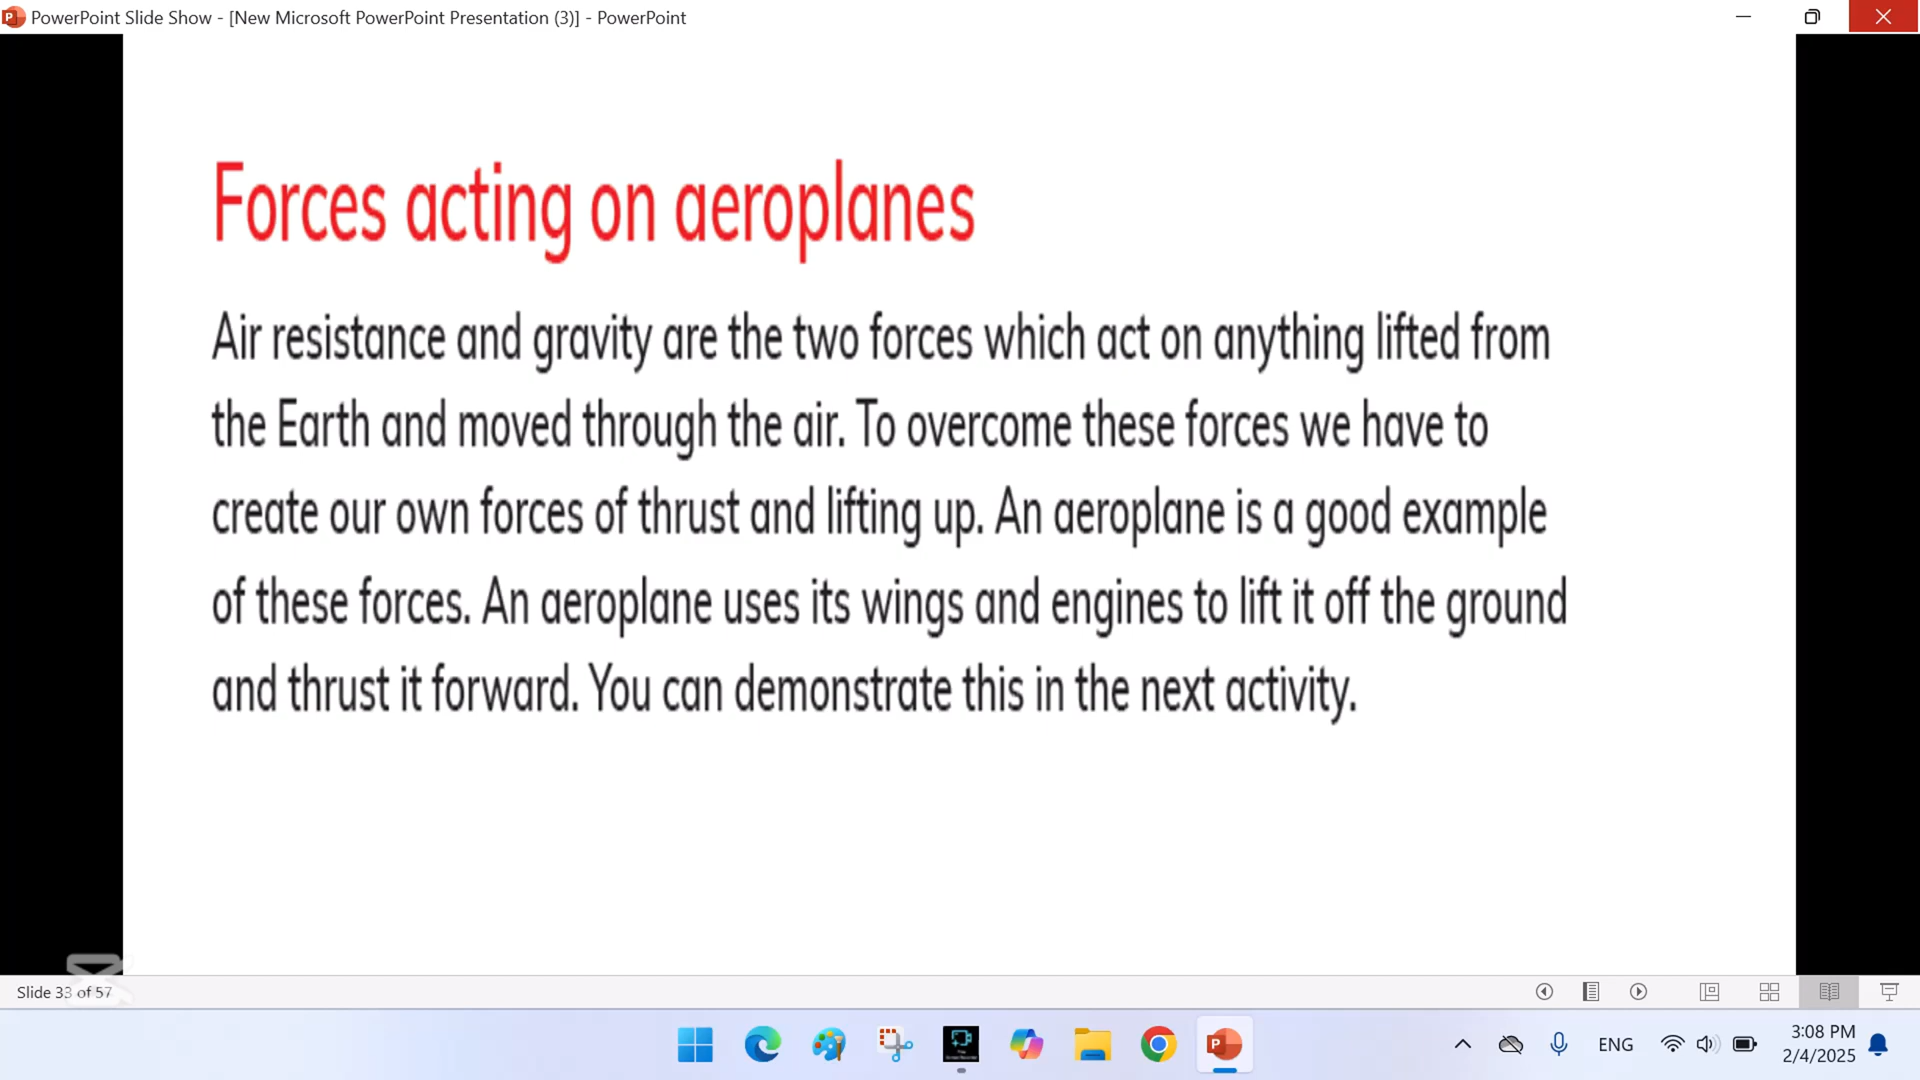 PowerPoint Slide Show - [New Microsoft PowerPoint Presentation (3)] - PowerPoint
Forces acting on aeroplanes
Air resistance and gravity are the two forces which act on anything lifted from
the Earth and moved through the air. To overcome these forces we have to
create our own forces of thrust and lifting up. An aeroplane is a good example
of these forces. An aeroplane uses its wings and engines to lift it off the ground
and thrust it forward. You can demonstrate this in the next activity.
Slide 33 of 57
ENG
3:08 PM
2/4/2025